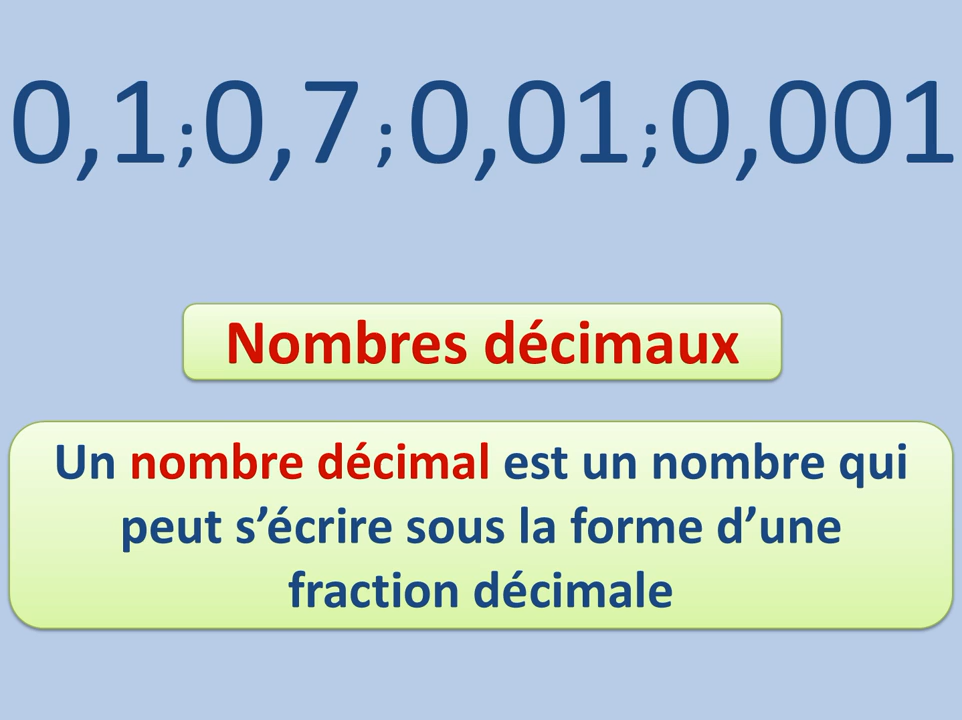 0,1 ; 0,7 ; 0,01 ; 0,001
Nombres décimaux
Un nombre décimal est un nombre qui
peut s’écrire sous la forme d’une
fraction décimale